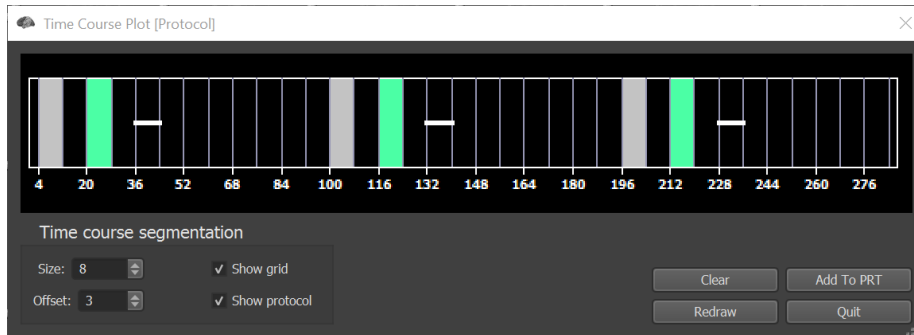 Time Course Plot [Protocol]
4 20 36 52 68 84 100 116 132 148 164 180 196 212 228 244 260 276
Time course segmentation
Size: 8 Show grid Clear Add To PRT
Offset: 3 Show protocol Redraw Quit